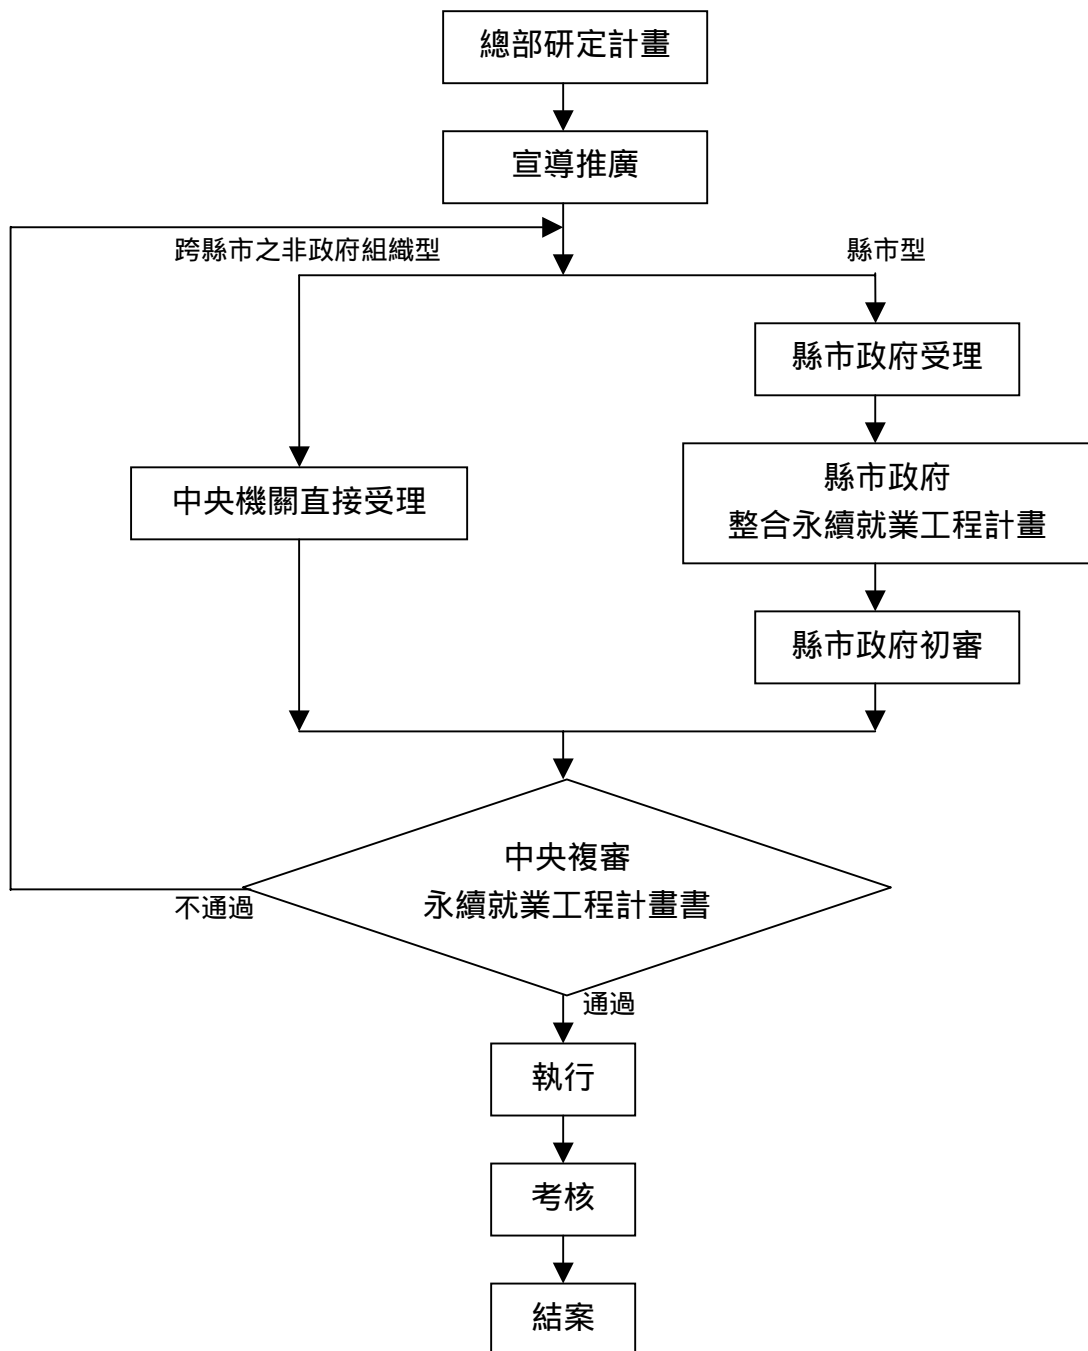 總部研定計畫
宣導推廣
跨縣市之非政府組織型
縣市型
縣市政府受理
中央機關直接受理
縣市政府
整合永續就業工程計畫
縣市政府初審
中央複審
永續就業工程計畫書
不通過
通過
執行
考核
結案